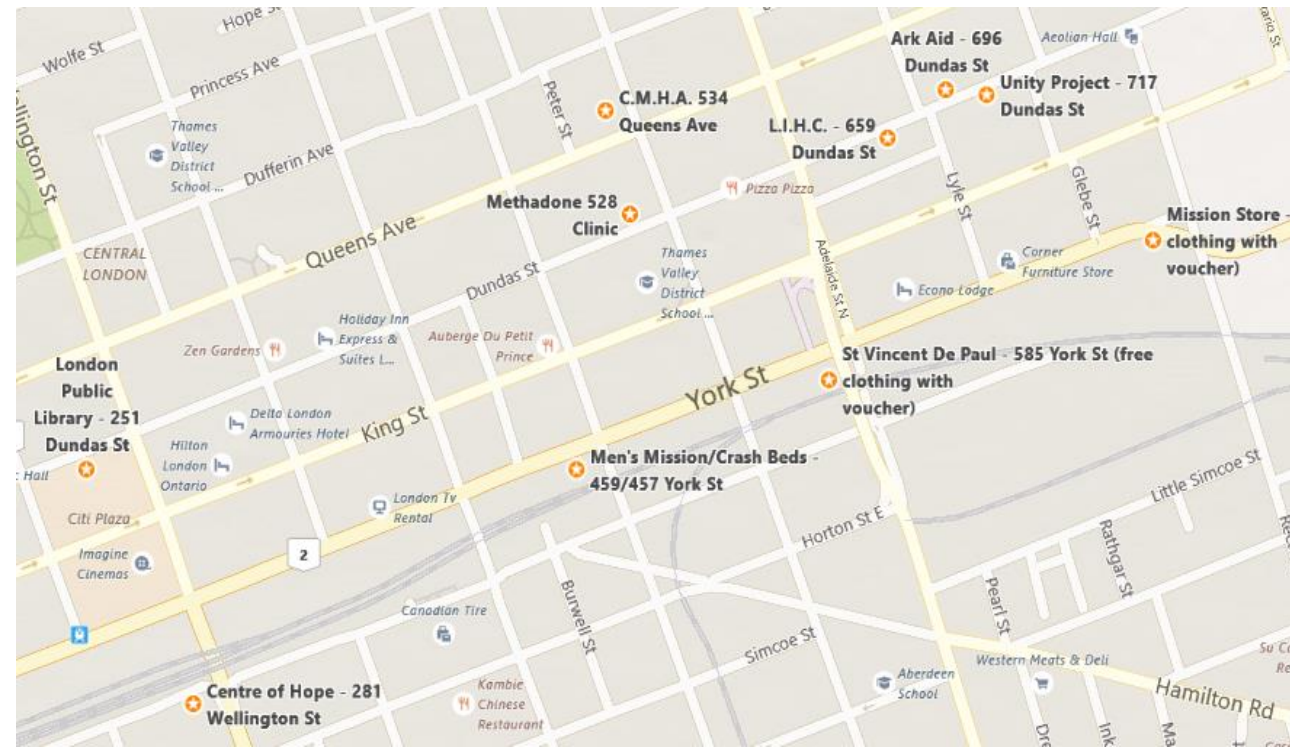 Hope St
Wolfe St
Princess Ave
Wellington St
Thames
Valley
District
School ...
Dufferin Ave
Peter St
C.M.H.A. 534
Queens Ave
Ark Aid - 696
Dundas St
Aeolian Hall
Unity Project - 717
Dundas St
L.I.H.C. - 659
Dundas St
Pizza Pizza
Lyle St
Glebe St
Mission Store -
clothing with
voucher)
CENTRAL
LONDON
Queens Ave
Methadone 528
Clinic
Dundas St
Thames
Valley
District
School ...
Adelaide St N
Corner
Furniture Store
Econo Lodge
Holiday Inn
Express &
Suites L...
Zen Gardens
Auberge Du Petit
Prince
London
Public
Library - 251
Dundas St
Delta London
Armouries Hotel
King St
York St
St Vincent De Paul - 585 York St (free
clothing with
voucher)
Hilton
London
Ontario
Hall
Citi Plaza
Imagine
Cinemas
London Tv
Rental
2
Men's Mission/Crash Beds -
459/457 York St
Little Simcoe St
Horton St E
Rathgar St
Pearl St
Burwell St
Canadian Tire
Simcoe St
Centre of Hope - 281
Wellington St
Kambie
Chinese
Restaurant
Aberdeen
School
Western Meats & Deli
Hamilton Rd